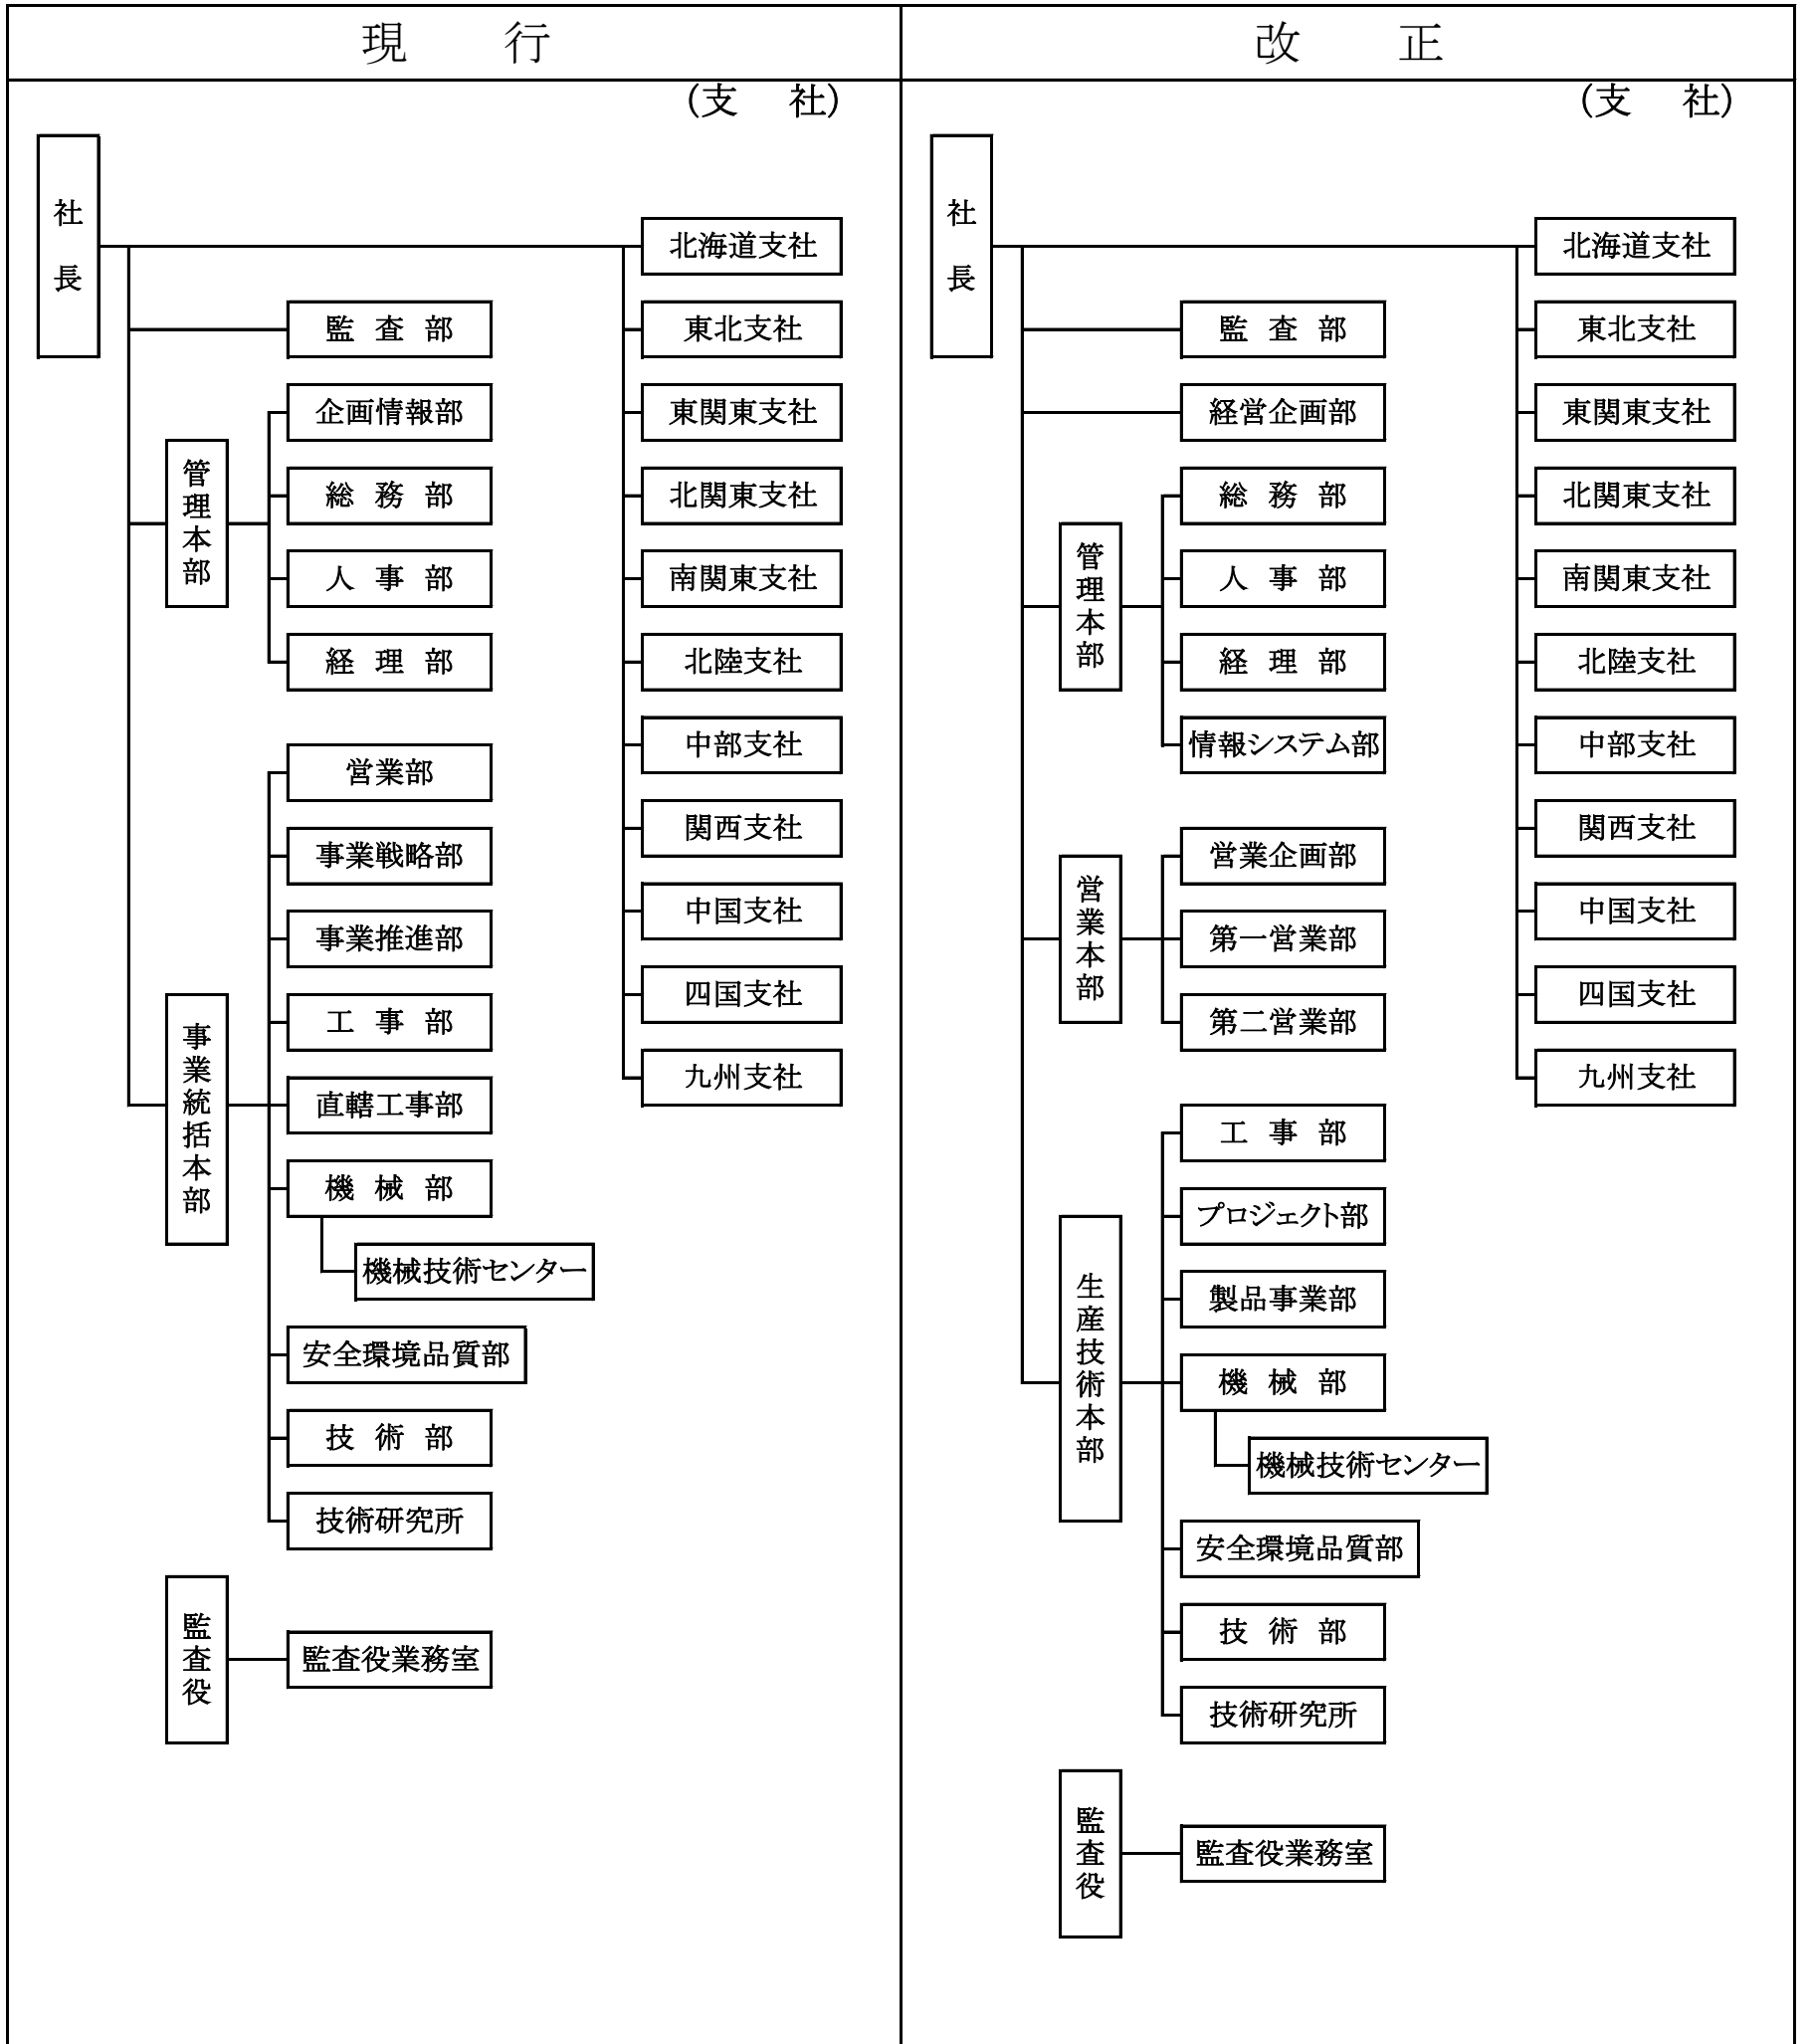 現 行
(支 社)
社長
北海道支社
監査部
東北支社
企画情報部
東関東支社
管理本部
総務部
北関東支社
人事部
南関東支社
経理部
北陸支社
中部支社
営業部
関西支社
事業戦略部
中国支社
事業推進部
四国支社
事業統括本部
工事部
九州支社
直轄工事部
機械部
機械技術センター
安全環境品質部
技術部
技術研究所
監査役
監査役業務室
改 正
(支 社)
社長
北海道支社
監査部
東北支社
経営企画部
東関東支社
管理本部
総務部
北関東支社
人事部
南関東支社
経理部
北陸支社
情報システム部
中部支社
営業本部
関西支社
営業企画部
中国支社
第一営業部
四国支社
第二営業部
九州支社
生産技術本部
工事部
プロジェクト部
製品事業部
機械部
機械技術センター
安全環境品質部
技術部
技術研究所
監査役
監査役業務室